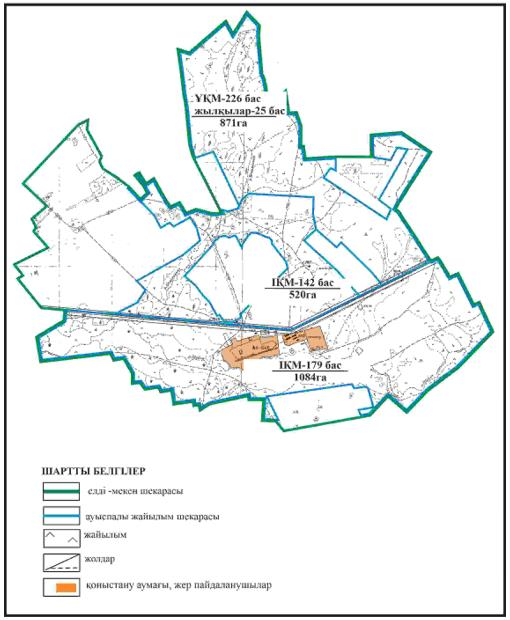 ҰҚМ-226 бас
жылқылар-25 бас
871га
ІҚМ-142 бас
520га
ІҚМ-179 бас
1084га
ШАРТТЫ БЕЛГІЛЕР
елді -мекен шекарасы
ауыспалы жайылым шекарасы
жайылым
жолдар
қоныстану аумағы, жер пайдаланушылар